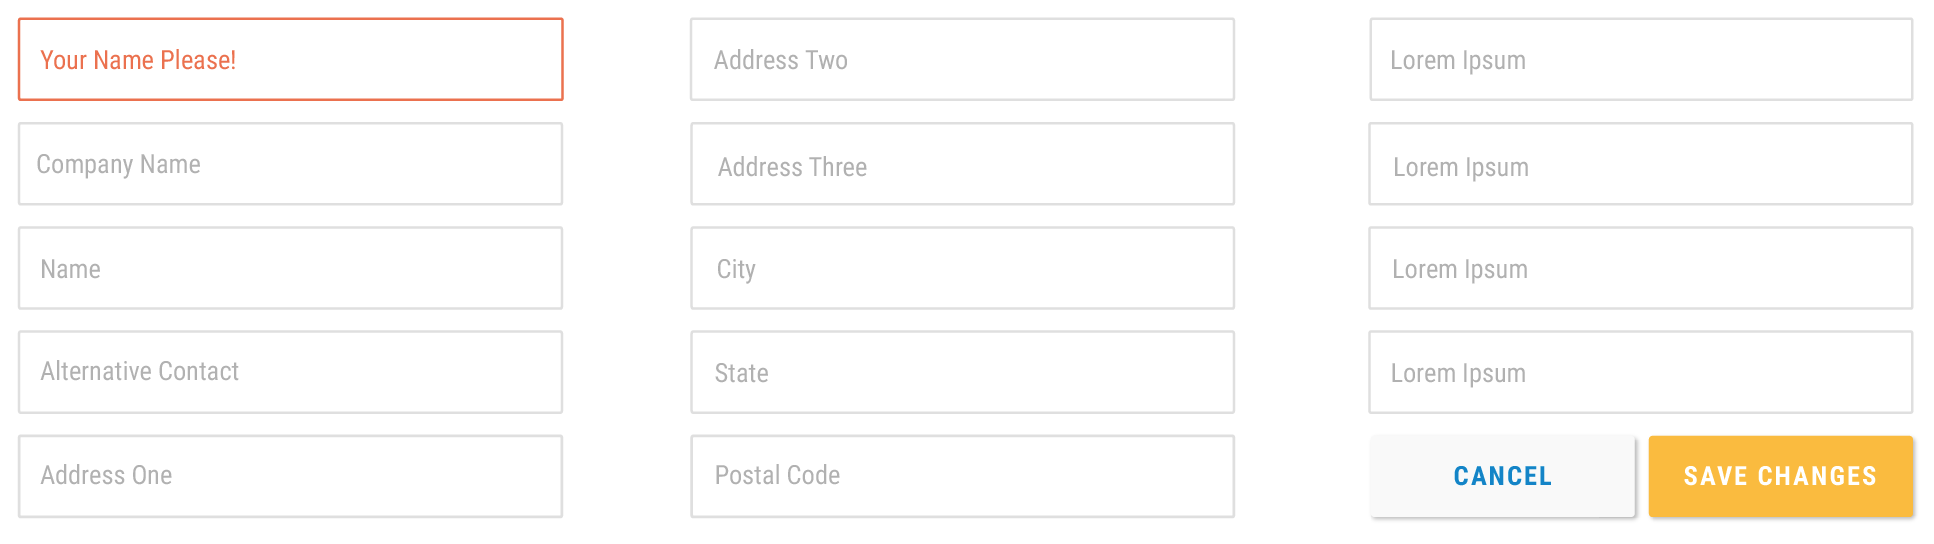 Your Name Please!
Company Name
Name
Alternative Contact
Address One
Address Two
Address Three
City
State
Postal Code
Lorem Ipsum
Lorem Ipsum
Lorem Ipsum
Lorem Ipsum
CANCEL
SAVE CHANGES